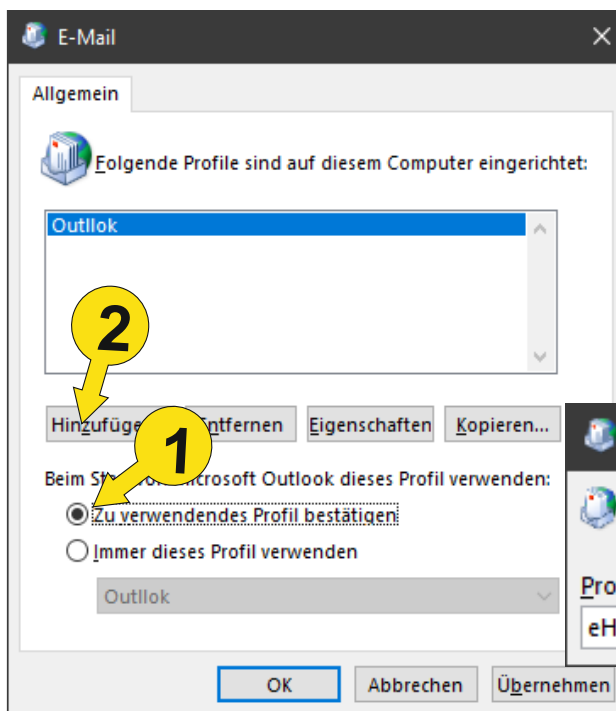 E-Mail
Allgemein
Folgende Profile sind auf diesem Computer eingerichtet:
Outllok
2
Hinzufüge ntfernen Eigenschaften Kopieren...
1
Beim St crosoft Outlook dieses Profil verwenden:
Zu verwendendes Profil bestätigen
Immer dieses Profil verwenden
Outllok
Pro
eH
OK Abbrechen Übernehmen